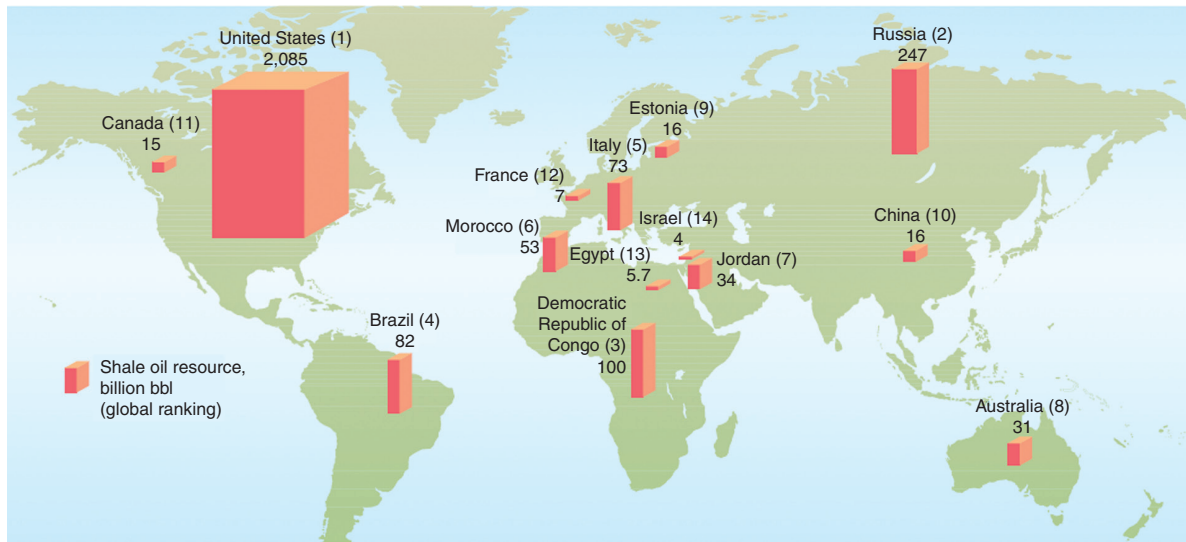 United States (1)
2,085
Russia (2)
247
Canada (11)
15
Estonia (9)
16
Italy (5)
73
France (12)
7
Morocco (6)
53
Israel (14)
4
Egypt (13)
5.7
Jordan (7)
34
China (10)
16
Democratic
Republic of
Congo (3)
100
Brazil (4)
82
Shale oil resource,
billion bbl
(global ranking)
Australia (8)
31